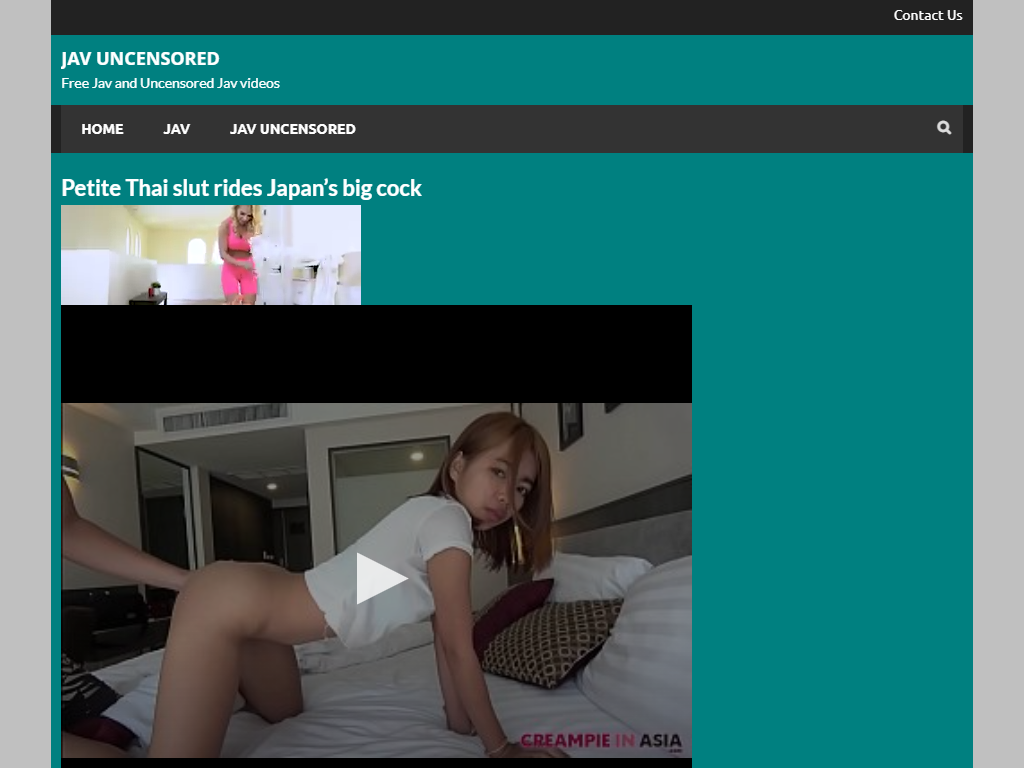 Contact Us
JAV UNCENSORED
Free Jav and Uncensored Jav videos
HOME JAV JAV UNCENSORED
Petite Thai slut rides Japan’s big cock
CREAMPIE IN ASIA